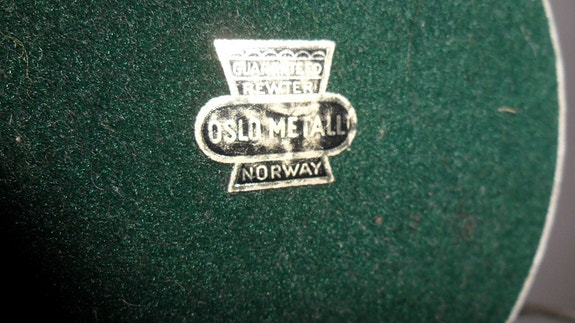 GUARANTEED
PEWTER
OSLO METALL
NORWAY